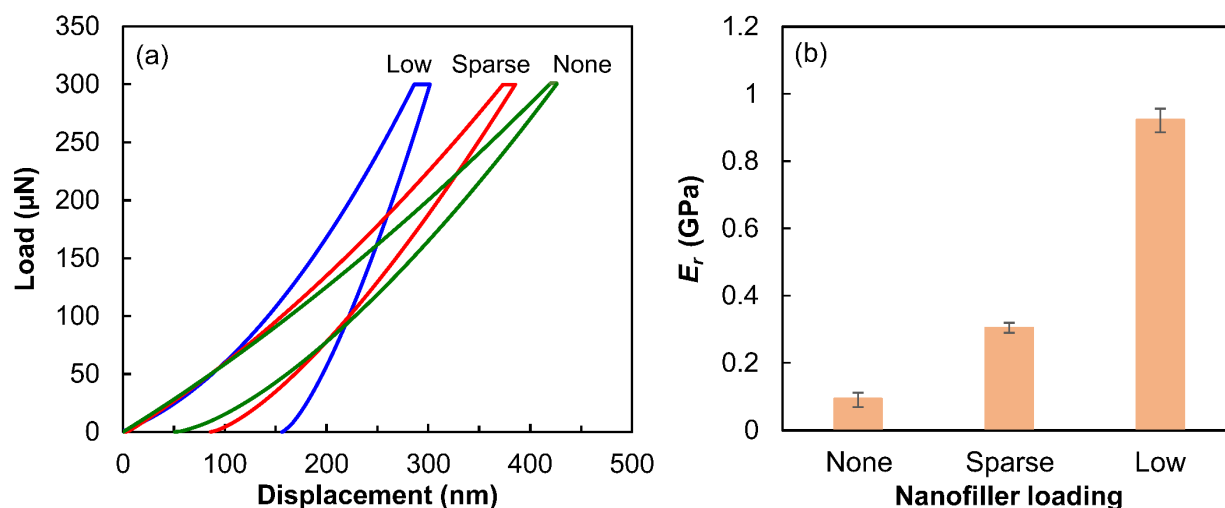 (a)
Low Sparse None
350
300
250
200
150
100
50
0
Load (µN)
0 100 200 300 400 500
Displacement (nm)
(b)
1.2
1
0.8
0.6
0.4
0.2
0
Er (GPa)
None Sparse Low
Nanofiller loading